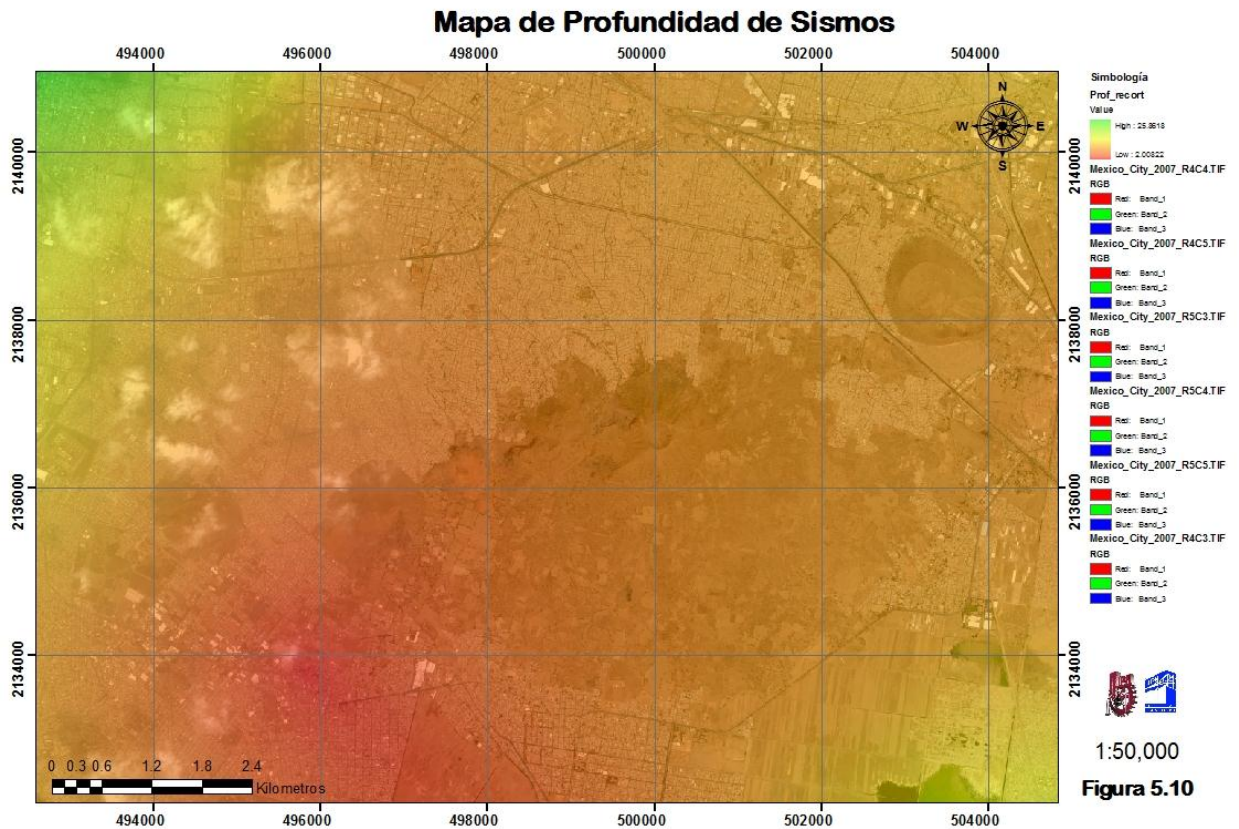 Mapa de Profundidad de Sismos
494000 496000 498000 500000 502000 504000
2140000
2138000
2136000
2134000
2140000
2138000
2136000
2134000
N
W E
S
0 0.3 0.6 1.2 1.8 2.4
Kilometros
494000 496000 498000 500000 502000 504000
Simbología
Prof_recort
Value
High : 25.8618
Low : 2.00822
Mexico_City_2007_R4C4.TIF
RGB
Red: Band_1
Green: Band_2
Blue: Band_3
Mexico_City_2007_R4C5.TIF
RGB
Red: Band_1
Green: Band_2
Blue: Band_3
Mexico_City_2007_R5C3.TIF
RGB
Red: Band_1
Green: Band_2
Blue: Band_3
Mexico_City_2007_R5C4.TIF
RGB
Red: Band_1
Green: Band_2
Blue: Band_3
Mexico_City_2007_R5C5.TIF
RGB
Red: Band_1
Green: Band_2
Blue: Band_3
Mexico_City_2007_R4C3.TIF
RGB
Red: Band_1
Green: Band_2
Blue: Band_3
1:50,000
Figura 5.10